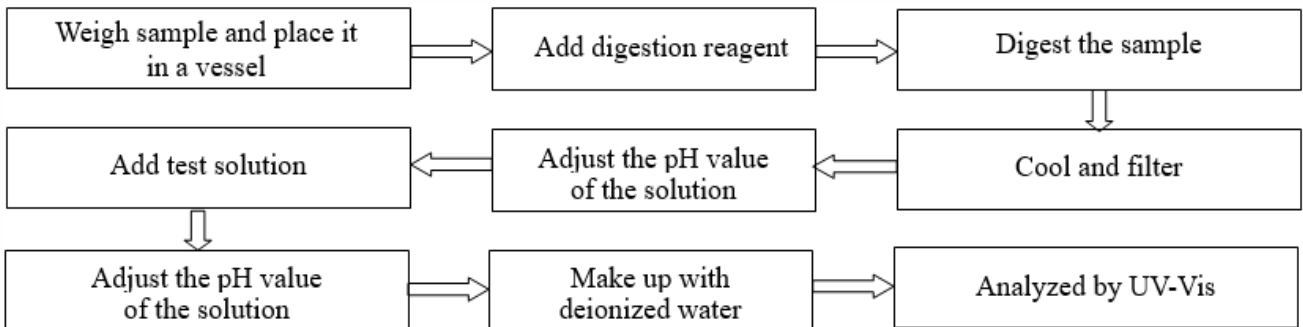 Weigh sample and place it
in a vessel
Add digestion reagent
Digest the sample
Add test solution
Adjust the pH value
of the solution
Cool and filter
Adjust the pH value
of the solution
Make up with
deionized water
Analyzed by UV-Vis